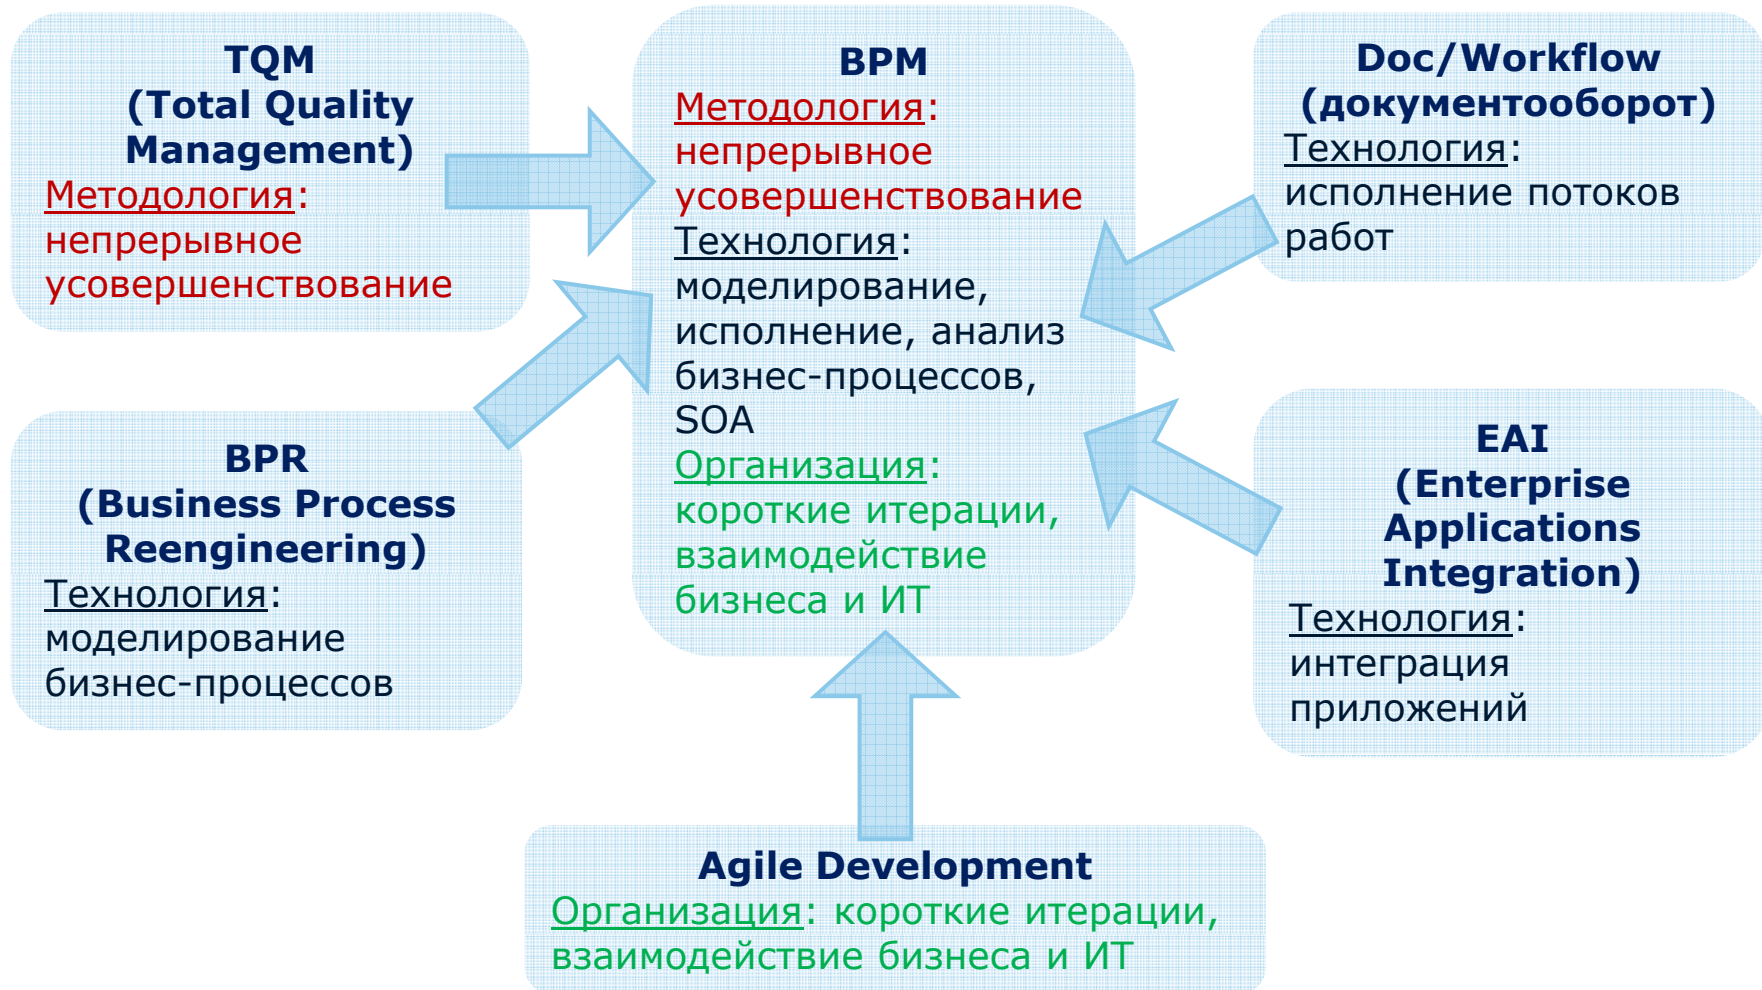 TQM
(Total Quality
Management)
Методология:
непрерывное
усовершенствование
BPM
Методология:
непрерывное
усовершенствование
Технология:
моделирование,
исполнение, анализ
бизнес-процессов,
SOA
Организация:
короткие итерации,
взаимодействие
бизнеса и ИТ
Doc/Workflow
(документооборот)
Технология:
исполнение потоков
работ
BPR
(Business Process
Reengineering)
Технология:
моделирование
бизнес-процессов
EAI
(Enterprise
Applications
Integration)
Технология:
интеграция
приложений
Agile Development
Организация: короткие итерации,
взаимодействие бизнеса и ИТ